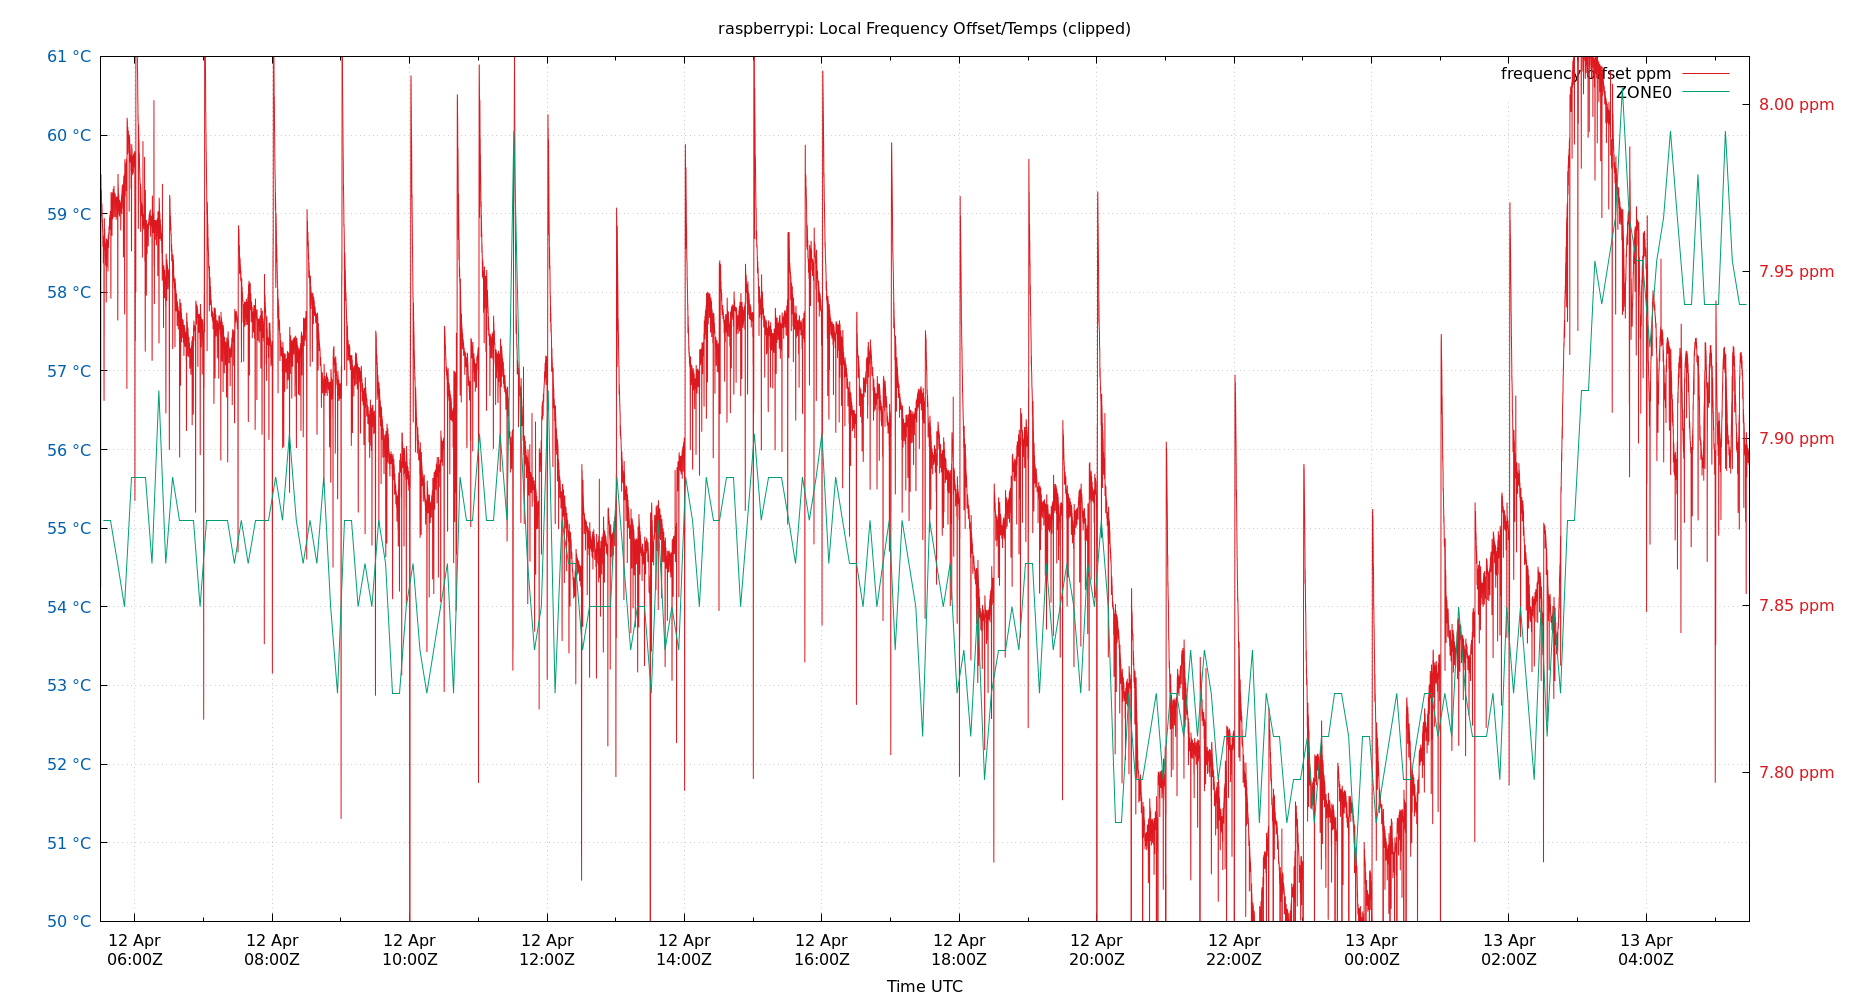 raspberrypi: Local Frequency Offset/Temps (clipped)
61 °C
60 °C
59 °C
58 °C
57 °C
56 °C
55 °C
54 °C
53 °C
52 °C
51 °C
50 °C
frequency offset ppm
ZONE0
8.00 ppm
7.95 ppm
7.90 ppm
7.85 ppm
7.80 ppm
12 Apr 12 Apr 12 Apr 12 Apr 12 Apr 12 Apr 12 Apr 12 Apr 12 Apr 13 Apr 13 Apr 13 Apr
06:00Z 08:00Z 10:00Z 12:00Z 14:00Z 16:00Z 18:00Z 20:00Z 22:00Z 00:00Z 02:00Z 04:00Z
Time UTC